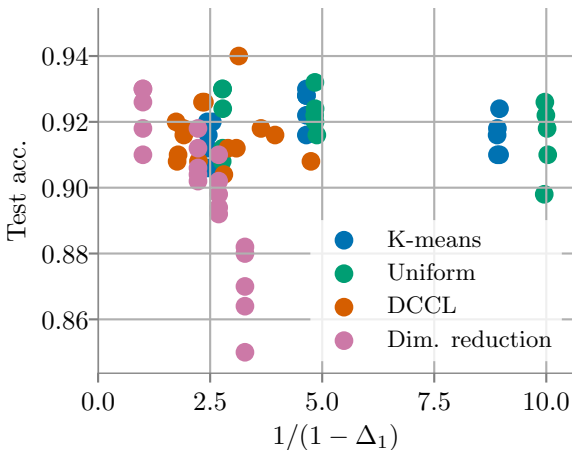 0.94
0.92
0.90
0.88
0.86
Test acc.
K-means
Uniform
DCCL
Dim. reduction
0.0 2.5 5.0 7.5 10.0
1/(1 − Δ₁)